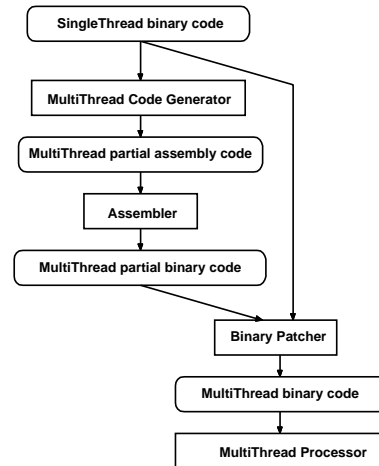 SingleThread binary code
MultiThread Code Generator
MultiThread partial assembly code
Assembler
MultiThread partial binary code
Binary Patcher
MultiThread binary code
MultiThread Processor